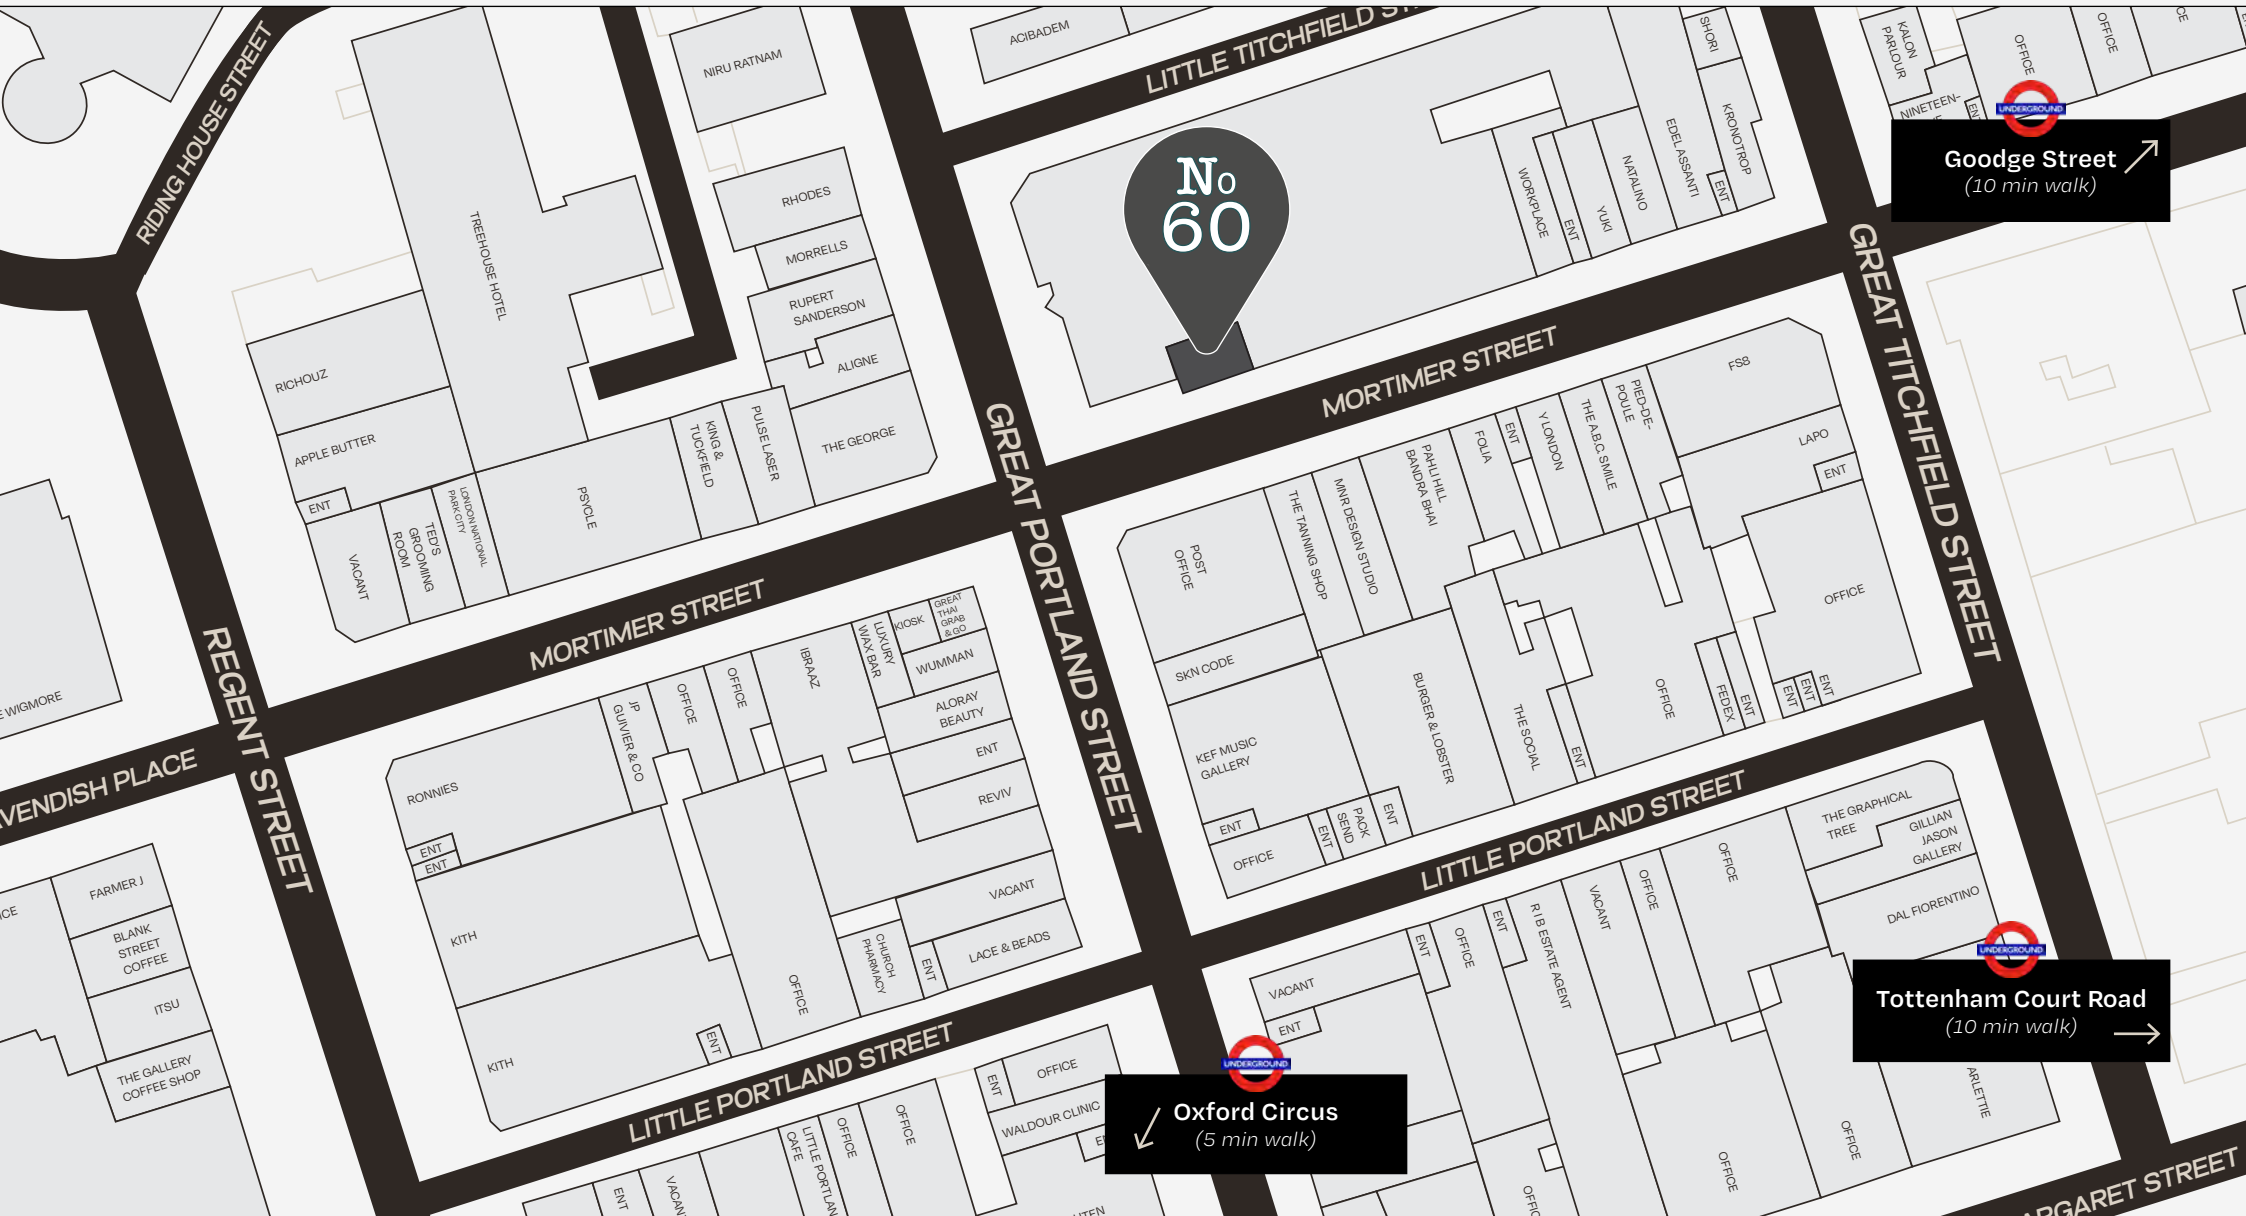 RIDING HOUSE STREET
TREEHOUSE HOTEL
RICHOUZ
APPLE BUTTER
ENT
VACANT
TED'S
GROOMING
ROOM
LONDON NATIONAL
PARK CITY
PSYCLE
KING &
TUCKFIELD
PULSE LASER
THE GEORGE
NIRU RATNAM
RHODES
MORRELLS
RUPERT
SANDERSON
ALIGNE
ACIBADEM
LITTLE TITCHFIELD
No
60
WORKPLACE
ENT
YUKI
NATALINO
EDEL ASSANTI
ENT
KRONOTROP
SHORI
KALON
PARLOUR
NINETEEN-
ENT
OFFICE
OFFICE
UNDERGROUND
Goodge Street
(10 min walk)
MORTIMER STREET
GREAT TITCHFIELD STREET
GREAT PORTLAND STREET
MORTIMER STREET
REGENT STREET
WIGMORE
VENDISH PLACE
POST
OFFICE
THE TANNING SHOP
MNR DESIGN STUDIO
PAHLI HILL
BANDRA BHAI
FOLIA
ENT
YLONDON
THE A.B.C. SMILE
PIED-DE-
POULE
FS8
LAPO
ENT
OFFICE
SKN CODE
KEF MUSIC
GALLERY
ENT
OFFICE
ENT
PACK
SEND
ENT
BURGER & LOBSTER
THE SOCIAL
ENT
OFFICE
FEDEX
ENT
ENT
ENT
ENT
RONNIES
ENT
ENT
KITH
KITH
ENT
JP
GUIVIER & CO
OFFICE
OFFICE
IBRAAZ
LUXURY
WAX BAR
KIOSK
GREAT
THAI
GRAB
& GO
WUMMAN
ALORAY
BEAUTY
ENT
REVIV
VACANT
LACE & BEADS
ENT
CHURCH
PHARMACY
OFFICE
FARMER J
BLANK
STREET
COFFEE
ITSU
THE GALLERY
COFFEE SHOP
LITTLE PORTLAND STREET
LITTLE PORTLAND STREET
ENT
CAFE
OFFICE
OFFICE
ENT
OFFICE
WALDOUR CLINIC
VACANT
ENT
ENT
OFFICE
ENT
R I B ESTATE AGENT
VACANT
OFFICE
OFFICE
THE GRAPHICAL
TREE
GILLIAN
JASON
GALLERY
DAL FIORENTINO
UNDERGROUND
Tottenham Court Road
(10 min walk)
UNDERGROUND
Oxford Circus
(5 min walk)
OFFICE
OFFICE
ARLETTIE